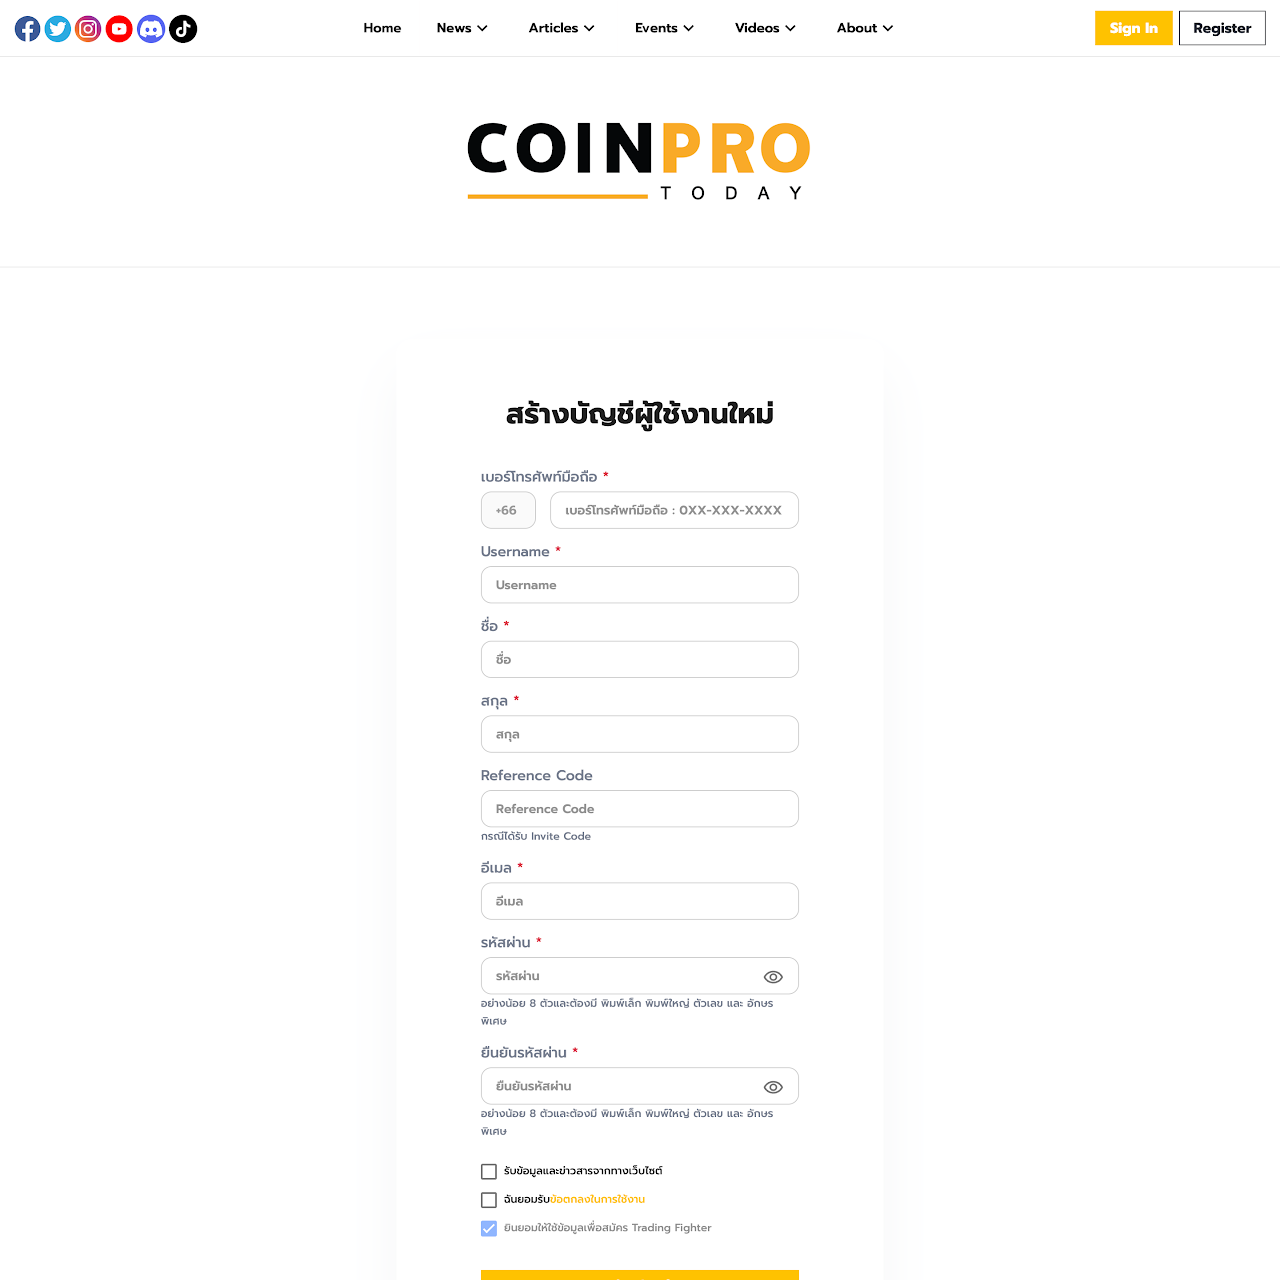 Home
News
Articles
Events
Videos
About
Sign In
Register
COINPRO
TODAY
สร้างบัญชีผู้ใช้งานใหม่
เบอร์โทรศัพท์มือถือ *
+66
เบอร์โทรศัพท์มือถือ : 0XX-XXX-XXXX
Username *
Username
ชื่อ *
ชื่อ
สกุล *
สกุล
Reference Code
Reference Code
กรณีได้รับ Invite Code
อีเมล *
อีเมล
รหัสผ่าน *
รหัสผ่าน
อย่างน้อย 8 ตัวและต้องมี พิมพ์เล็ก พิมพ์ใหญ่ ตัวเลข และ อักษร
พิเศษ
ยืนยันรหัสผ่าน *
ยืนยันรหัสผ่าน
อย่างน้อย 8 ตัวและต้องมี พิมพ์เล็ก พิมพ์ใหญ่ ตัวเลข และ อักษร
พิเศษ
รับข้อมูลและข่าวสารจากทางเว็บไซต์
ฉันยอมรับข้อตกลงในการใช้งาน
ยินยอมให้ใช้ข้อมูลเพื่อสมัคร Trading Fighter